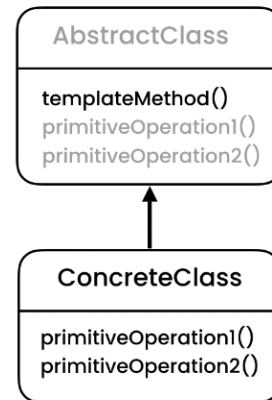 AbstractClass
templateMethod()
primitiveOperation1()
primitiveOperation2()
ConcreteClass
primitiveOperation1()
primitiveOperation2()